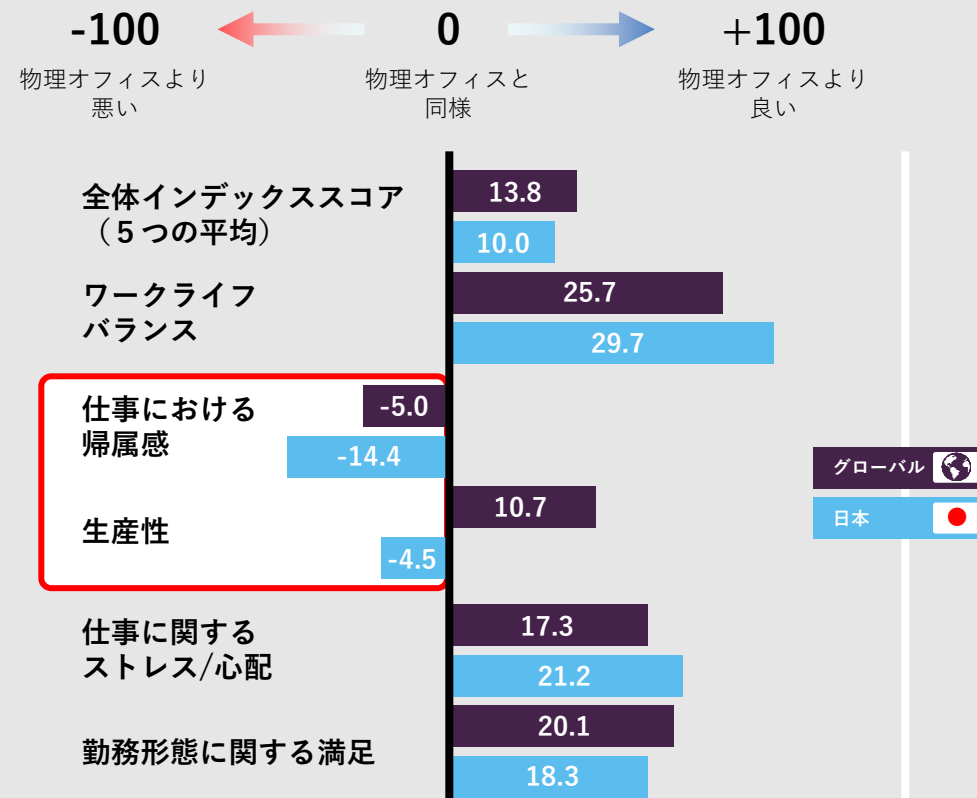 -100
0
+100
物理オフィスより
悪い
物理オフィスと
同様
物理オフィスより
良い
全体インデックススコア
（５つの平均）
13.8
10.0
ワークライフ
バランス
25.7
29.7
仕事における
帰属感
-5.0
-14.4
生産性
10.7
-4.5
グローバル
日本
仕事に関する
ストレス/心配
17.3
21.2
勤務形態に関する満足
20.1
18.3